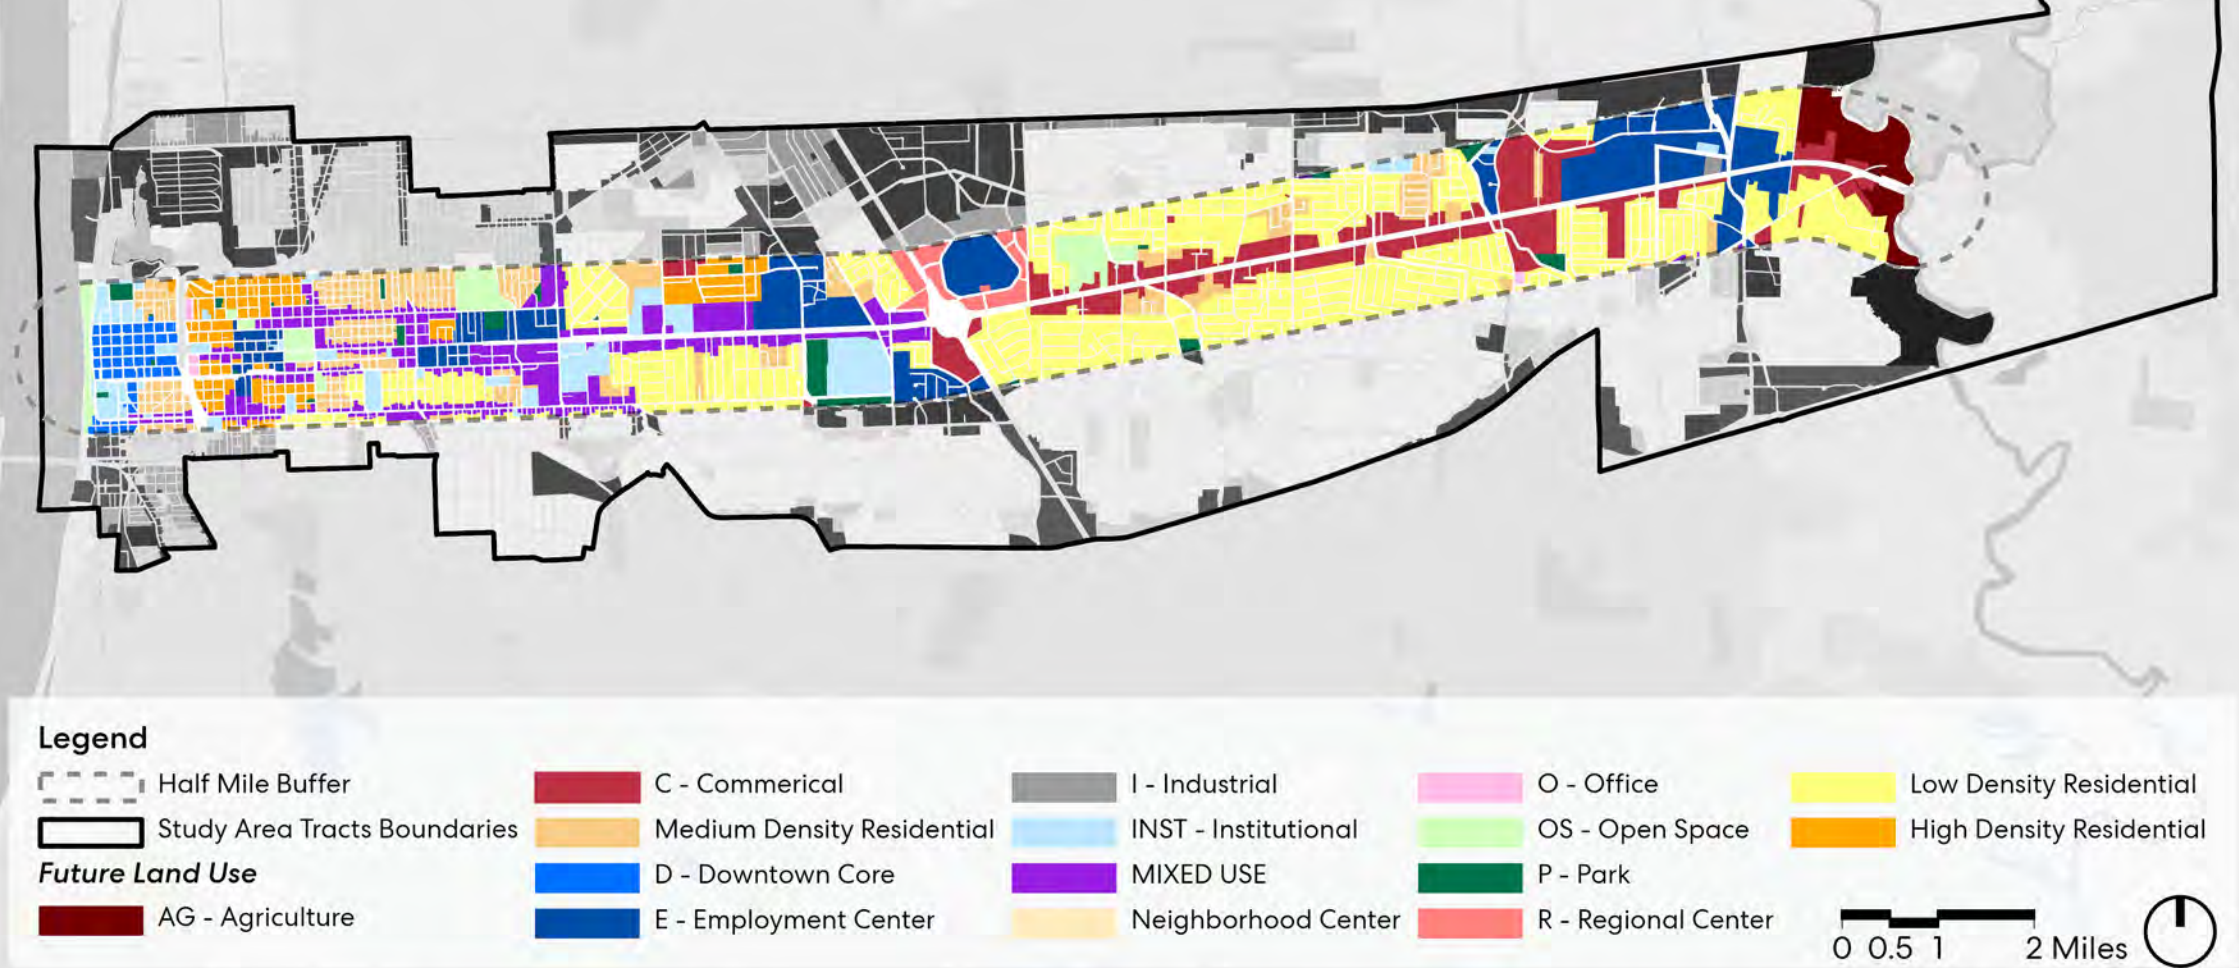 Legend
Half Mile Buffer
Study Area Tracts Boundaries
Future Land Use
AG - Agriculture
C - Commerical
Medium Density Residential
D - Downtown Core
E - Employment Center
I - Industrial
INST - Institutional
MIXED USE
Neighborhood Center
O - Office
OS - Open Space
P - Park
R - Regional Center
Low Density Residential
High Density Residential
0 0.5 1 2 Miles